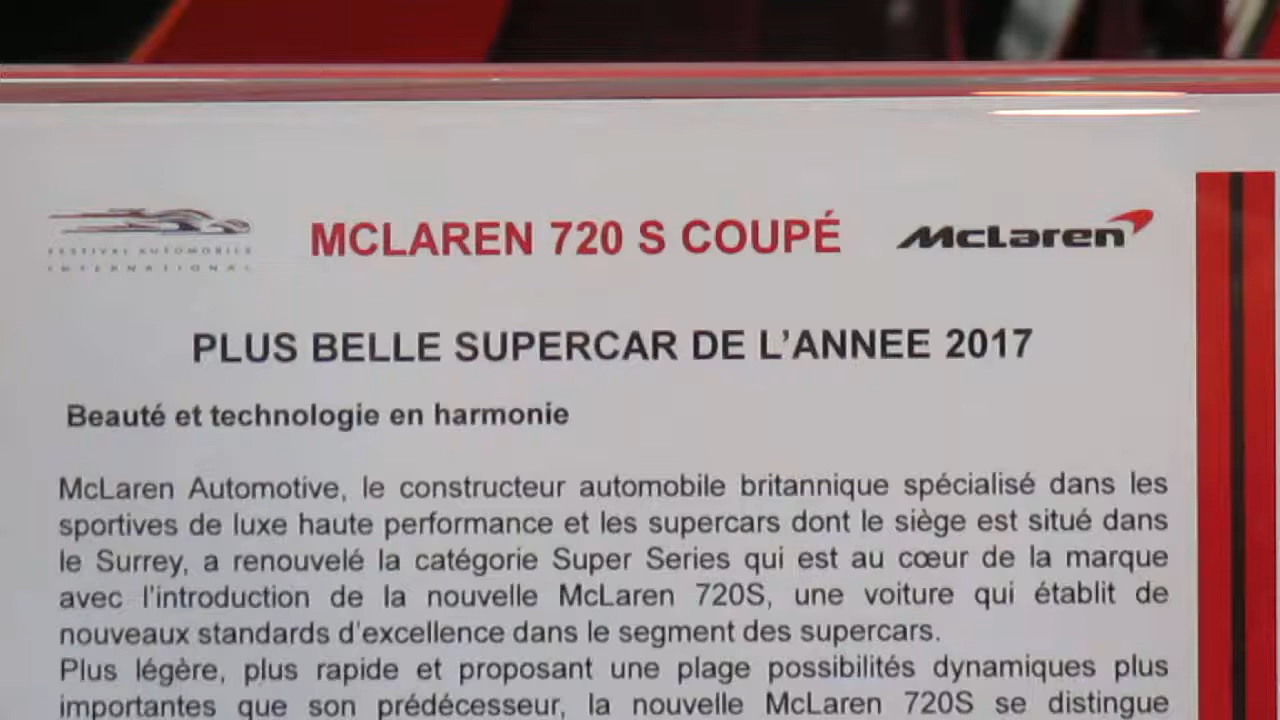 FESTIVAL AUTOMOBILE
INTERNATIONAL
MCLAREN 720 S COUPÉ
McLaren
PLUS BELLE SUPERCAR DE L'ANNEE 2017
Beauté et technologie en harmonie
McLaren Automotive, le constructeur automobile britannique spécialisé dans les
sportives de luxe haute performance et les supercars dont le siège est situé dans
le Surrey, a renouvelé la catégorie Super Series qui est au cœur de la marque
avec l'introduction de la nouvelle McLaren 720S, une voiture qui établit de
nouveaux standards d'excellence dans le segment des supercars.
Plus légère, plus rapide et proposant une plage possibilités dynamiques plus
importantes que son prédécesseur, la nouvelle McLaren 720S se distingue